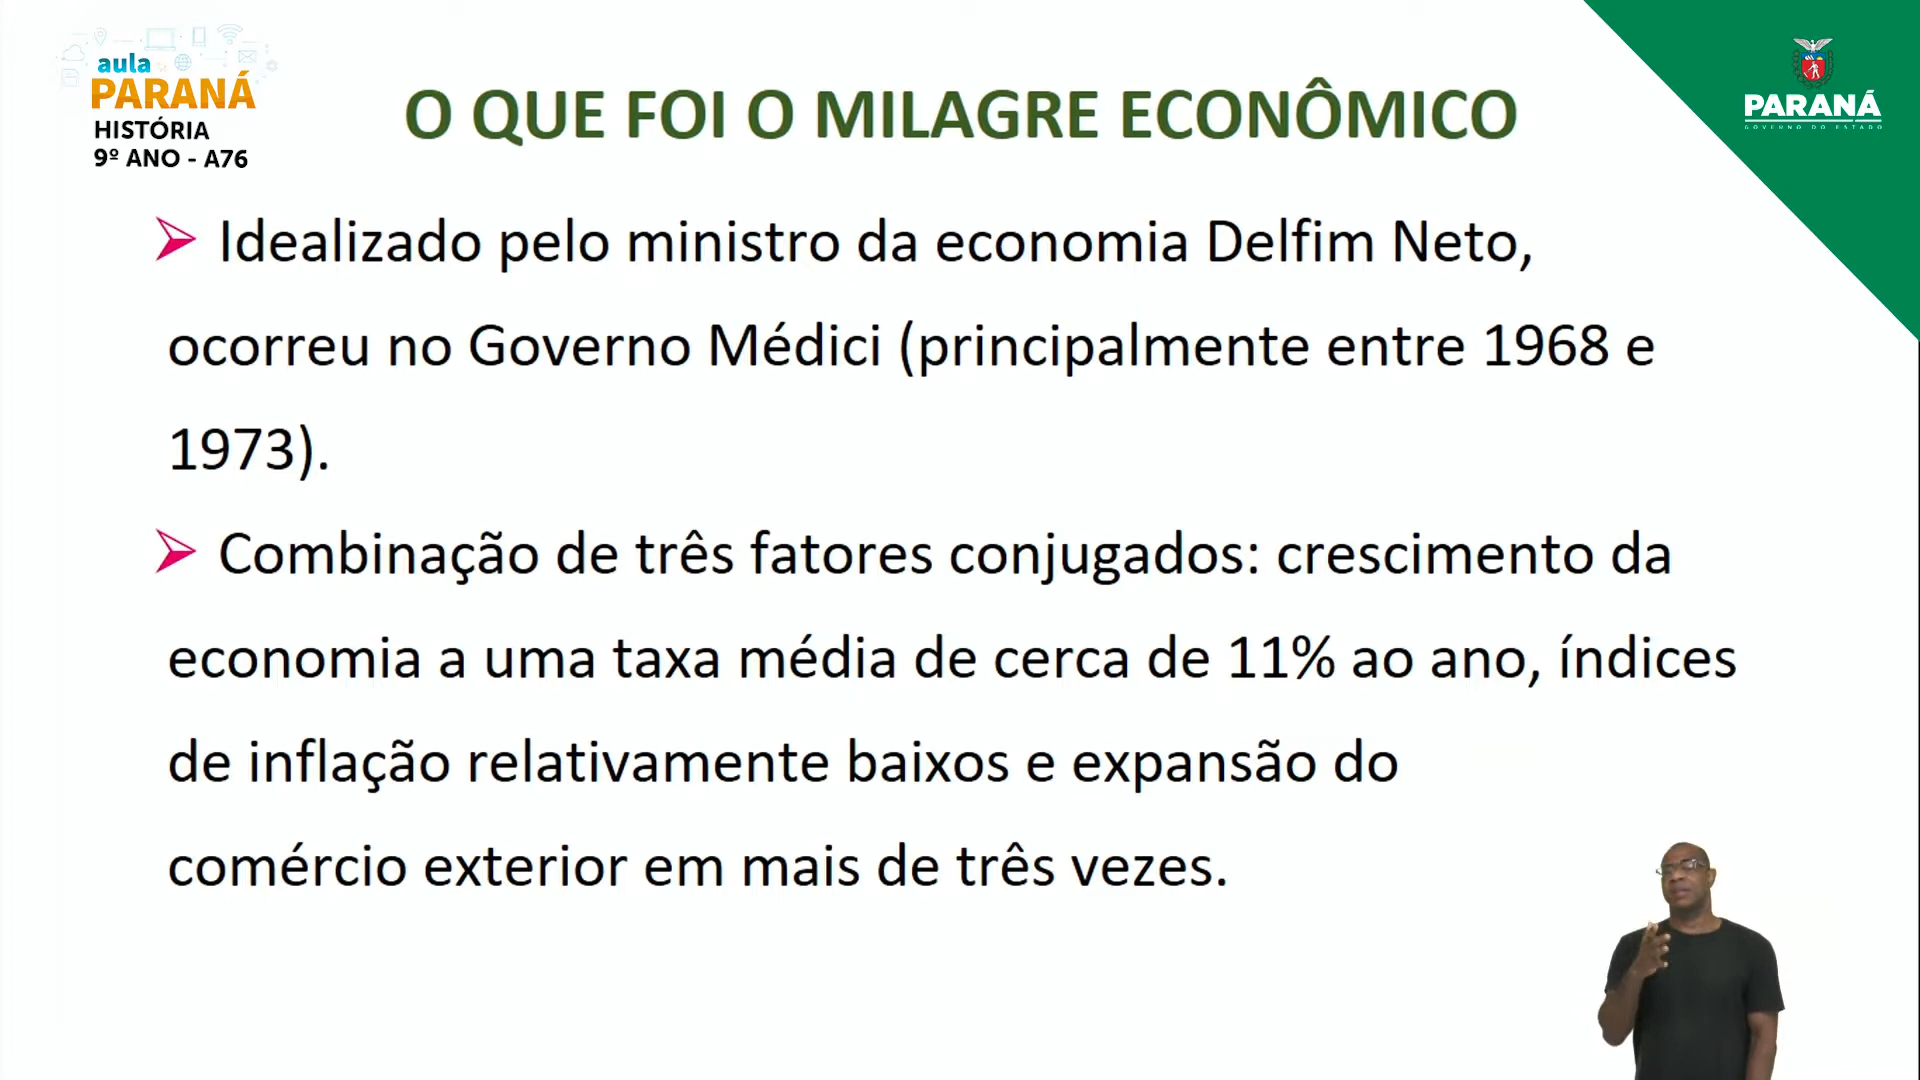 aula
PARANÁ
HISTÓRIA
9º ANO - A76
O QUE FOI O MILAGRE ECONÔMICO
PARANÁ
GOVERNO DO ESTADO
➢ Idealizado pelo ministro da economia Delfim Neto,
ocorreu no Governo Médici (principalmente entre 1968 e
1973).
➢ Combinação de três fatores conjugados: crescimento da
economia a uma taxa média de cerca de 11% ao ano, índices
de inflação relativamente baixos e expansão do
comércio exterior em mais de três vezes.